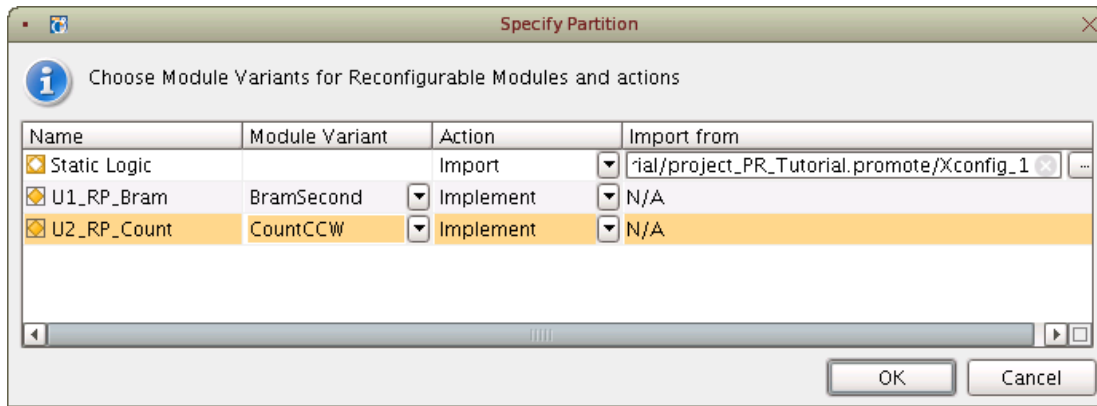 Specify Partition
Choose Module Variants for Reconfigurable Modules and actions
Name Module Variant Action Import from
Static Logic Import rial/project_PR_Tutorial.promote/Xconfig_1 ...
U1_RP_Bram BramSecond Implement N/A
U2_RP_Count CountCCW Implement N/A
OK Cancel